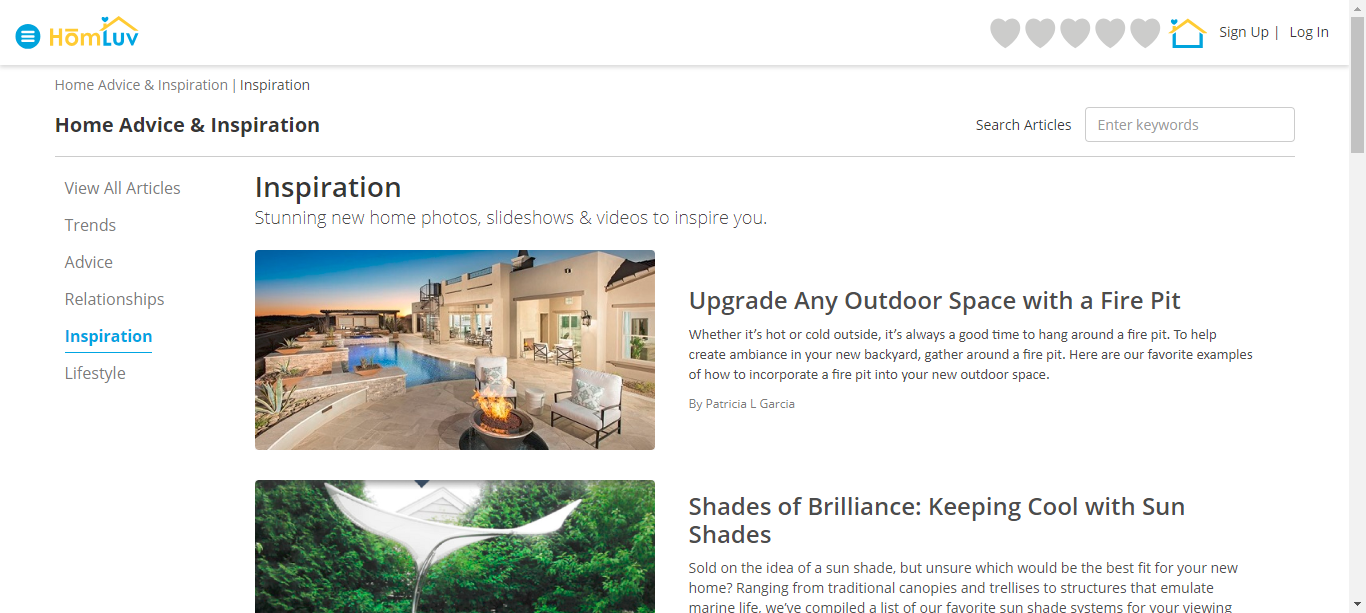 HōmLuv
Sign Up | Log In
Home Advice & Inspiration | Inspiration
Home Advice & Inspiration
Search Articles
Enter keywords
View All Articles
Trends
Advice
Relationships
Inspiration
Lifestyle
Inspiration
Stunning new home photos, slideshows & videos to inspire you.
Upgrade Any Outdoor Space with a Fire Pit
Whether it’s hot or cold outside, it’s always a good time to hang around a fire pit. To help
create ambiance in your new backyard, gather around a fire pit. Here are our favorite examples
of how to incorporate a fire pit into your new outdoor space.
By Patricia L Garcia
Shades of Brilliance: Keeping Cool with Sun
Shades
Sold on the idea of a sun shade, but unsure which would be the best fit for your new
home? Ranging from traditional canopies and trellises to structures that emulate
marine life, we’ve compiled a list of our favorite sun shade systems for your viewing